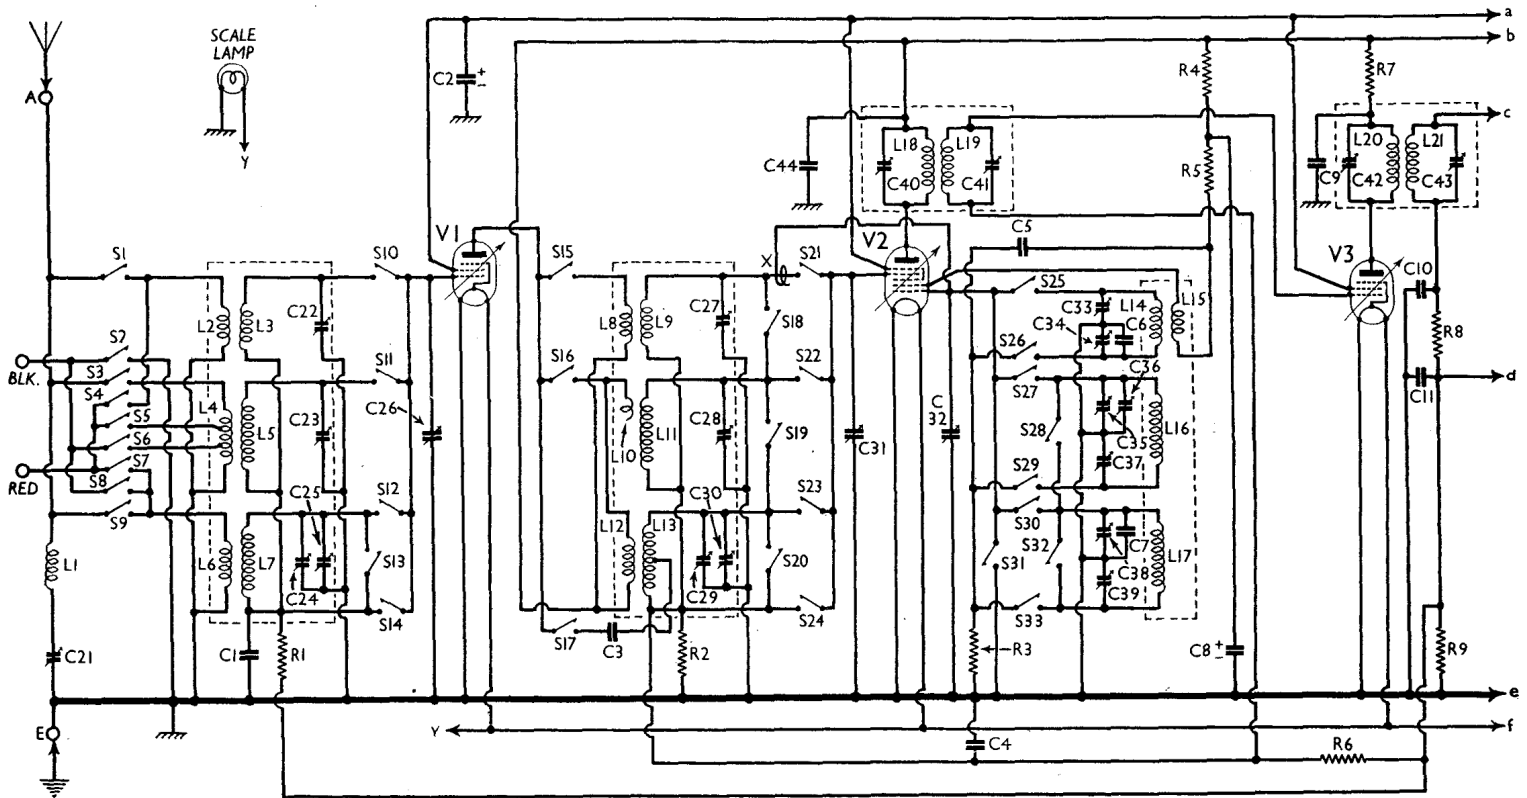 a
b
SCALE
LAMP
A
Y
C2
+
-
R4
R7
c
C44
L18
L19
C40
C41
R5
C9
L20
L21
C42
C43
V1
V2
C5
V3
S1
S10
S15
X
S21
S25
C10
L2
L3
C22
L8
L9
C27
S18
C33
L14
L15
C34
C6
S2
S3
BLK.
S4
S11
S16
S22
S26
S27
C36
R8
C11
d
L4
S5
S6
L5
C23
C26
L10
L11
C28
S19
C31
C
32
S28
C35
L16
C37
RED
S7
S8
S9
C25
S12
L12
L13
C30
S23
S29
S30
L1
L6
L7
C24
S13
S14
C29
S20
S24
S31
S32
C7
C38
C39
L17
S33
C21
C1
R1
S17
C3
R2
R3
C8
+
-
R9
e
E
Y
f
C4
R6